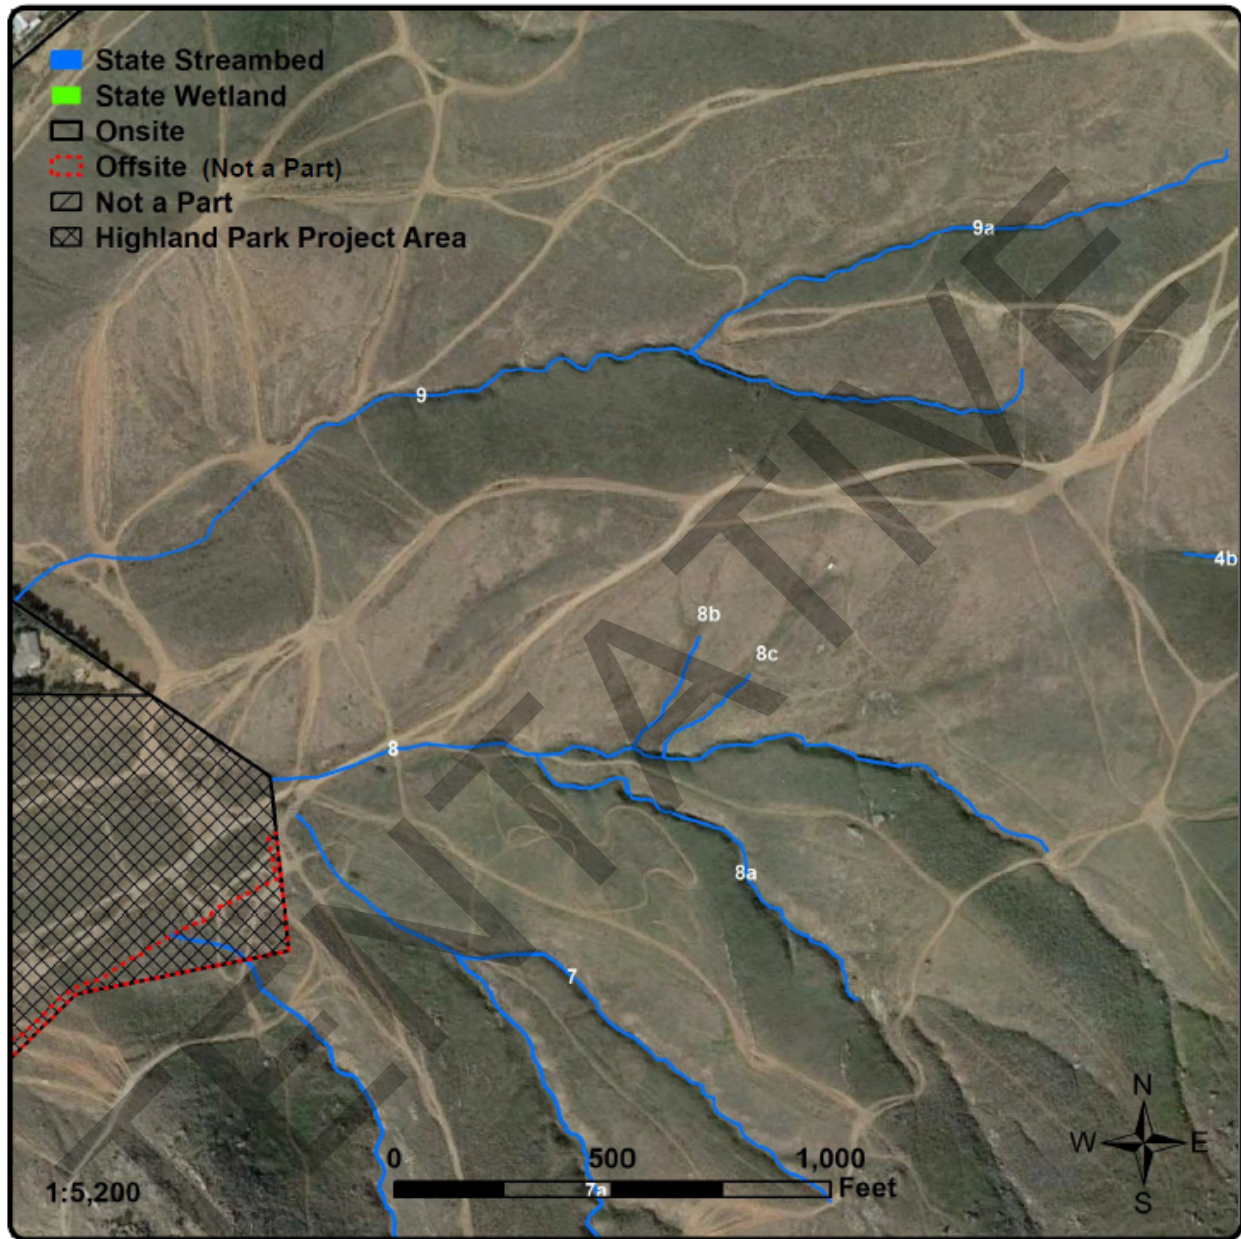 State Streambed
State Wetland
Onsite
Offsite (Not a Part)
Not a Part
Highland Park Project Area
9a
9
4b
8b
8c
8
8a
7
7a
TENTATIVE
N
W E
S
0 500 1,000
Feet
1:5,200